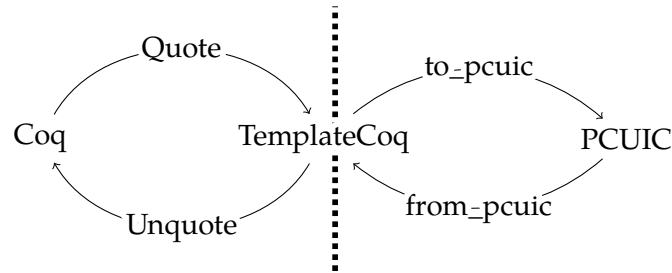 Quote
to_pcuic
Coq
TemplateCoq
PCUIC
Unquote
from_pcuic